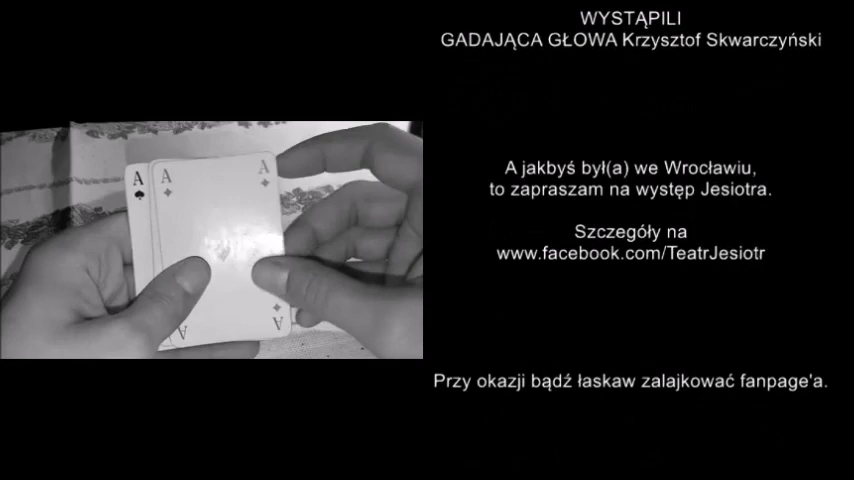 WYSTĄPILI
GADAJĄCA GŁOWA Krzysztof Skwarczyński
A jakbyś był(a) we Wrocławiu,
to zapraszam na występ Jesiotra.
Szczegóły na
www.facebook.com/TeatrJesiotr
Przy okazji bądź łaskaw zalajkować fanpage'a.
A
A
A
A
A